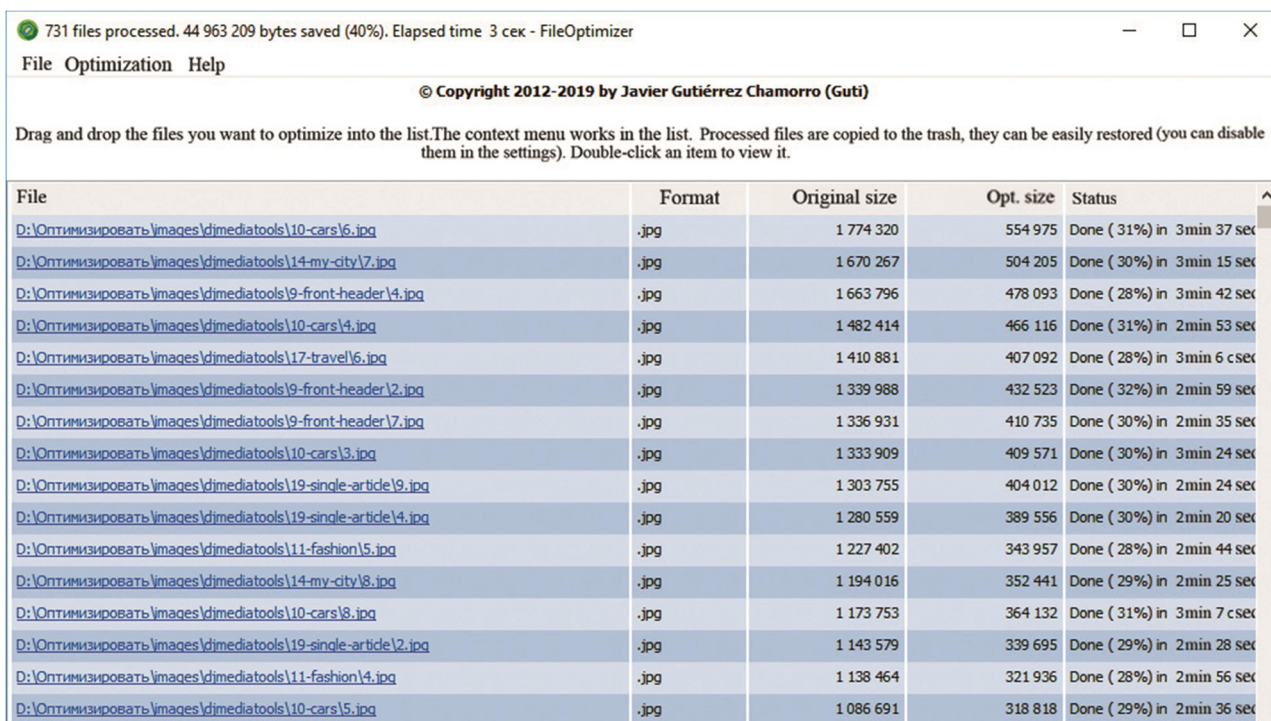 731 files processed. 44 963 209 bytes saved (40%). Elapsed time 3 сек - FileOptimizer
File Optimization Help
© Copyright 2012-2019 by Javier Gutiérrez Chamorro (Guti)
Drag and drop the files you want to optimize into the list.The context menu works in the list. Processed files are copied to the trash, they can be easily restored (you can disable
them in the settings). Double-click an item to view it.
File Format Original size Opt. size Status
D:\Оптимизировать\images\djmediatools\10-cars\6.jpg .jpg 1 774 320 554 975 Done ( 31%) in 3min 37 sec
D:\Оптимизировать\images\djmediatools\14-my-city\7.jpg .jpg 1 670 267 504 205 Done ( 30%) in 3min 15 sec
D:\Оптимизировать\images\djmediatools\9-front-header\4.jpg .jpg 1 663 796 478 093 Done ( 28%) in 3min 42 sec
D:\Оптимизировать\images\djmediatools\10-cars\4.jpg .jpg 1 482 414 466 116 Done ( 31%) in 2min 53 sec
D:\Оптимизировать\images\djmediatools\17-travel\6.jpg .jpg 1 410 881 407 092 Done ( 28%) in 3min 6 csec
D:\Оптимизировать\images\djmediatools\9-front-header\2.jpg .jpg 1 339 988 432 523 Done ( 32%) in 2min 59 sec
D:\Оптимизировать\images\djmediatools\9-front-header\7.jpg .jpg 1 336 931 410 735 Done ( 30%) in 2min 35 sec
D:\Оптимизировать\images\djmediatools\10-cars\3.jpg .jpg 1 333 909 409 571 Done ( 30%) in 3min 24 sec
D:\Оптимизировать\images\djmediatools\19-single-article\9.jpg .jpg 1 303 755 404 012 Done ( 30%) in 2min 24 sec
D:\Оптимизировать\images\djmediatools\19-single-article\4.jpg .jpg 1 280 559 389 556 Done ( 30%) in 2min 20 sec
D:\Оптимизировать\images\djmediatools\11-fashion\5.jpg .jpg 1 227 402 343 957 Done ( 28%) in 2min 44 sec
D:\Оптимизировать\images\djmediatools\14-my-city\8.jpg .jpg 1 194 016 352 441 Done ( 29%) in 2min 25 sec
D:\Оптимизировать\images\djmediatools\10-cars\8.jpg .jpg 1 173 753 364 132 Done ( 31%) in 3min 7 csec
D:\Оптимизировать\images\djmediatools\19-single-article\2.jpg .jpg 1 143 579 339 695 Done ( 29%) in 2min 28 sec
D:\Оптимизировать\images\djmediatools\11-fashion\4.jpg .jpg 1 138 464 321 936 Done ( 28%) in 2min 56 sec
D:\Оптимизировать\images\djmediatools\10-cars\5.jpg .jpg 1 086 691 318 818 Done ( 29%) in 2min 36 sec